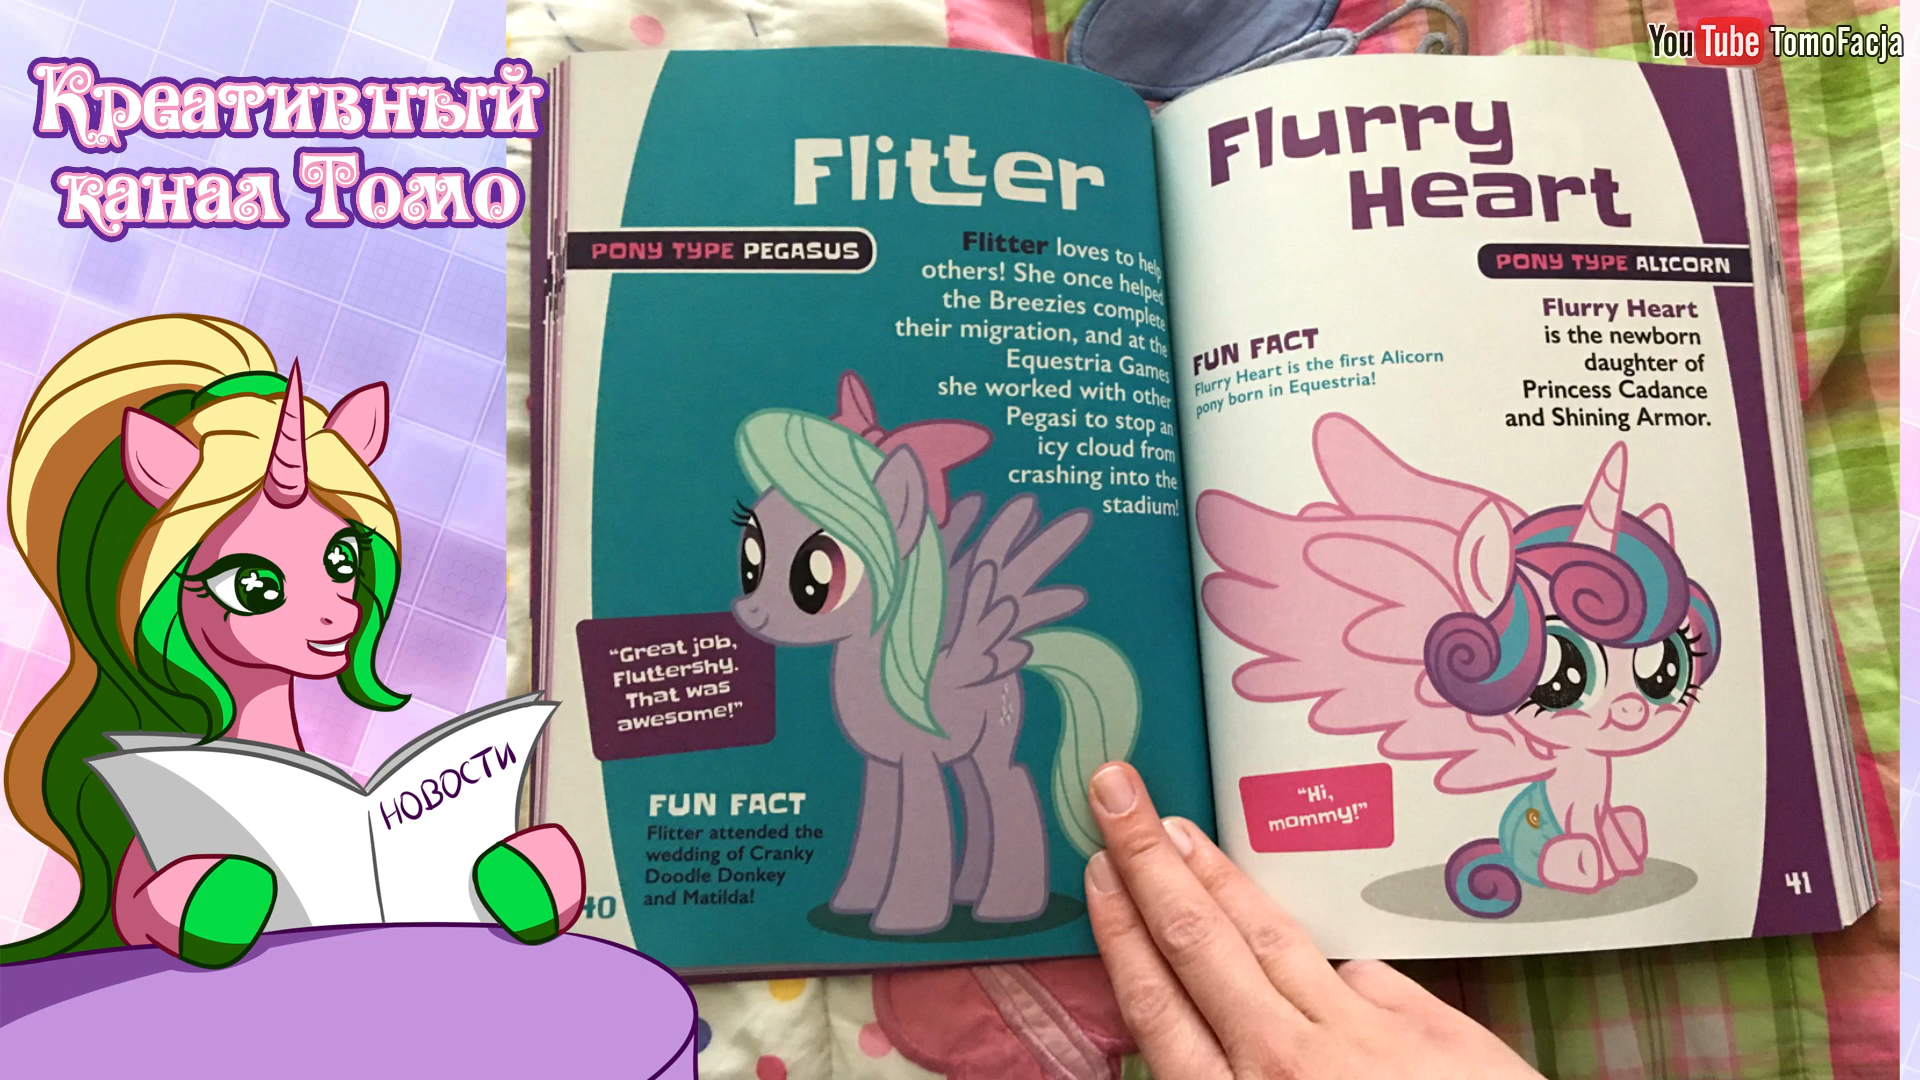 Креативный
канал Томо
YouTube TomoFacja
НОВОСТИ
Flitter
PONY TYPE PEGASUS
Flitter loves to help
others! She once helped
the Breezies complete
their migration, and at the
Equestria Games
she worked with other
Pegasi to stop an
icy cloud from
crashing into the
stadium!
"Great job,
Fluttershy.
That was
awesome!"
FUN FACT
Flitter attended the
wedding of Cranky
Doodle Donkey
and Matilda!
40
Flurry
Heart
PONY TYPE ALICORN
Flurry Heart
is the newborn
daughter of
Princess Cadance
and Shining Armor.
FUN FACT
Flurry Heart is the first Alicorn
pony born in Equestria!
"Hi,
mommy!"
41